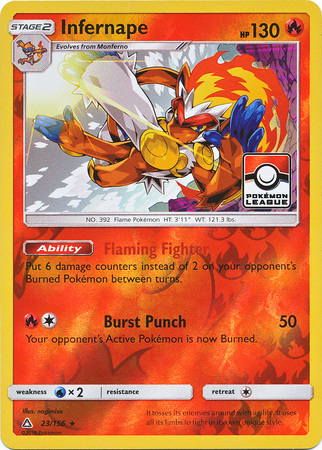 STAGE2
Infernape
HP 130
Evolves from Monferno
POKÉMON
LEAGUE
NO. 392 Flame Pokémon HT: 3'11" WT: 121.3 lbs.
Ability Flaming Fighter
Put 6 damage counters instead of 2 on your opponent's
Burned Pokémon between turns.
Burst Punch 50
Your opponent's Active Pokémon is now Burned.
weakness ×2 resistance retreat
Illus. nagimiso
23/156 ★
It tosses its enemies around with agility. It uses
all its limbs to fight in its own unique style.